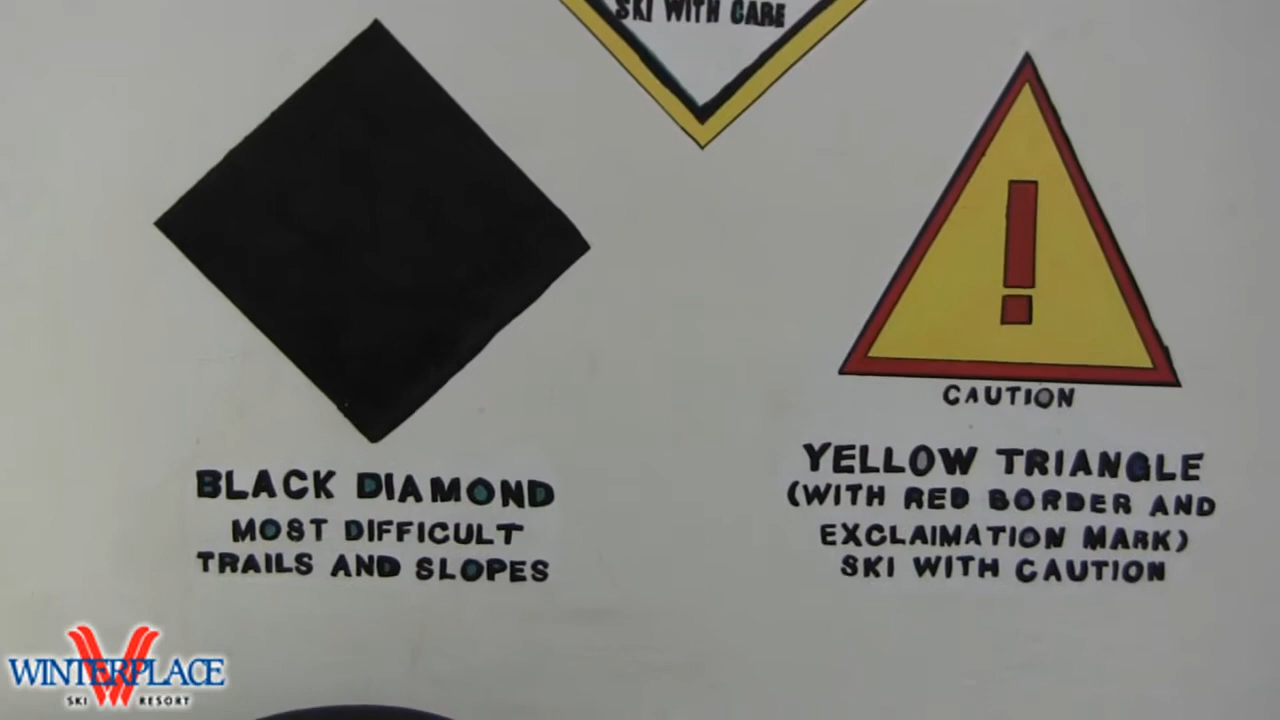 SKI WITH CARE
CAUTION
BLACK DIAMOND
MOST DIFFICULT
TRAILS AND SLOPES
YELLOW TRIANGLE
(WITH RED BORDER AND
EXCLAIMATION MARK)
SKI WITH CAUTION
WINTERPLACE
SKI RESORT